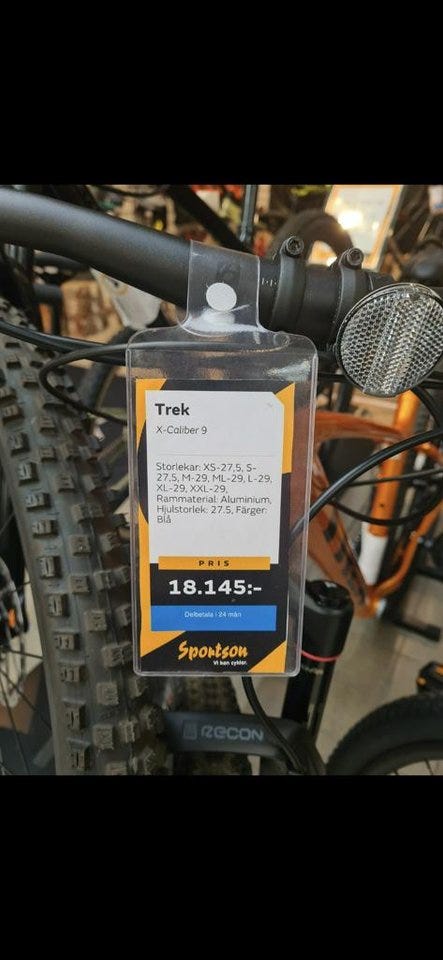 Trek
X-Caliber 9
Storlekar: XS-27,5, S-
27,5, M-29, ML-29, L-29,
XL-29, XXL-29,
Rammaterial: Aluminium,
Hjulstorlek: 27.5, Färger:
Blå
PRIS
18.145:-
Delbetala i 24 mån
Sportson
Vi kan cyklar.
RECON